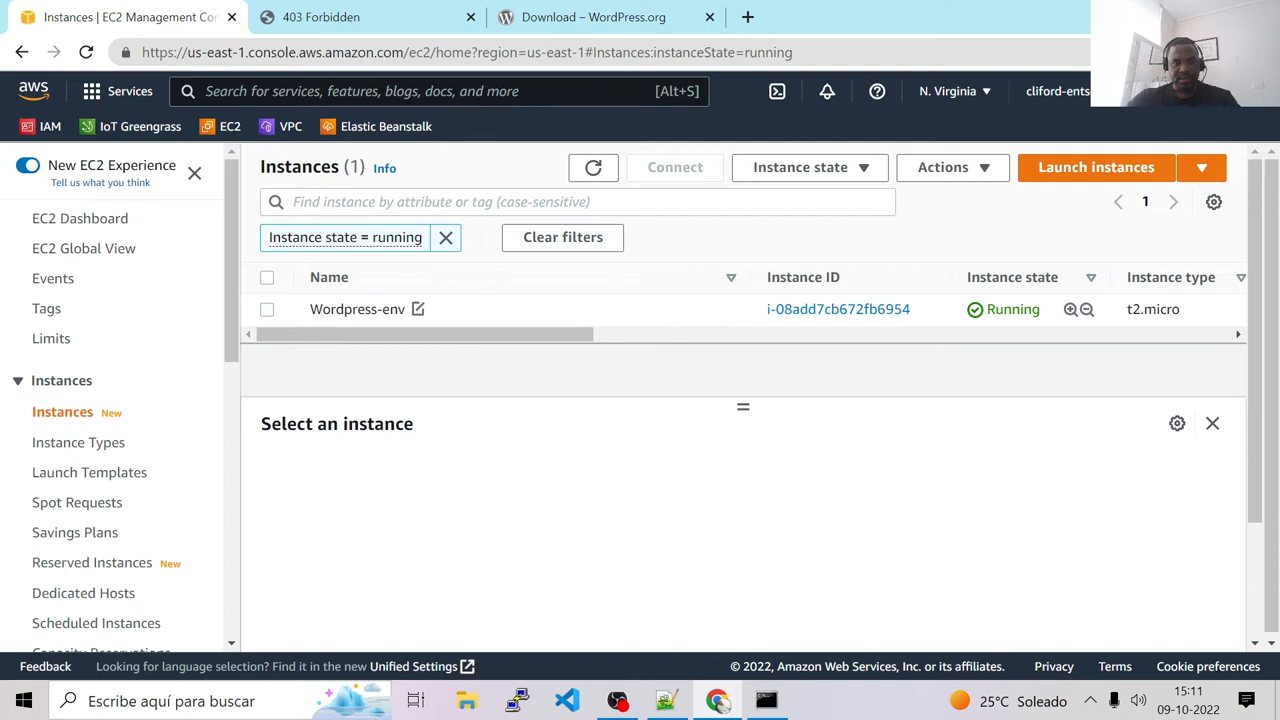 Instances | EC2 Management Con
403 Forbidden
Download – WordPress.org
https://us-east-1.console.aws.amazon.com/ec2/home?region=us-east-1#Instances:instanceState=running
aws
Services
Search for services, features, blogs, docs, and more
[Alt+S]
N. Virginia
cliford-ents
IAM
IoT Greengrass
EC2
VPC
Elastic Beanstalk
New EC2 Experience
Tell us what you think
EC2 Dashboard
EC2 Global View
Events
Tags
Limits
Instances
Instances New
Instance Types
Launch Templates
Spot Requests
Savings Plans
Reserved Instances New
Dedicated Hosts
Scheduled Instances
Capacity Reservations
Instances (1) Info
Connect
Instance state
Actions
Launch instances
Find instance by attribute or tag (case-sensitive)
1
Instance state = running
Clear filters
Name
Instance ID
Instance state
Instance type
Wordpress-env
i-08add7cb672fb6954
Running
t2.micro
Select an instance
Feedback
Looking for language selection? Find it in the new Unified Settings
© 2022, Amazon Web Services, Inc. or its affiliates.
Privacy
Terms
Cookie preferences
Escribe aquí para buscar
25°C Soleado
15:11
09-10-2022